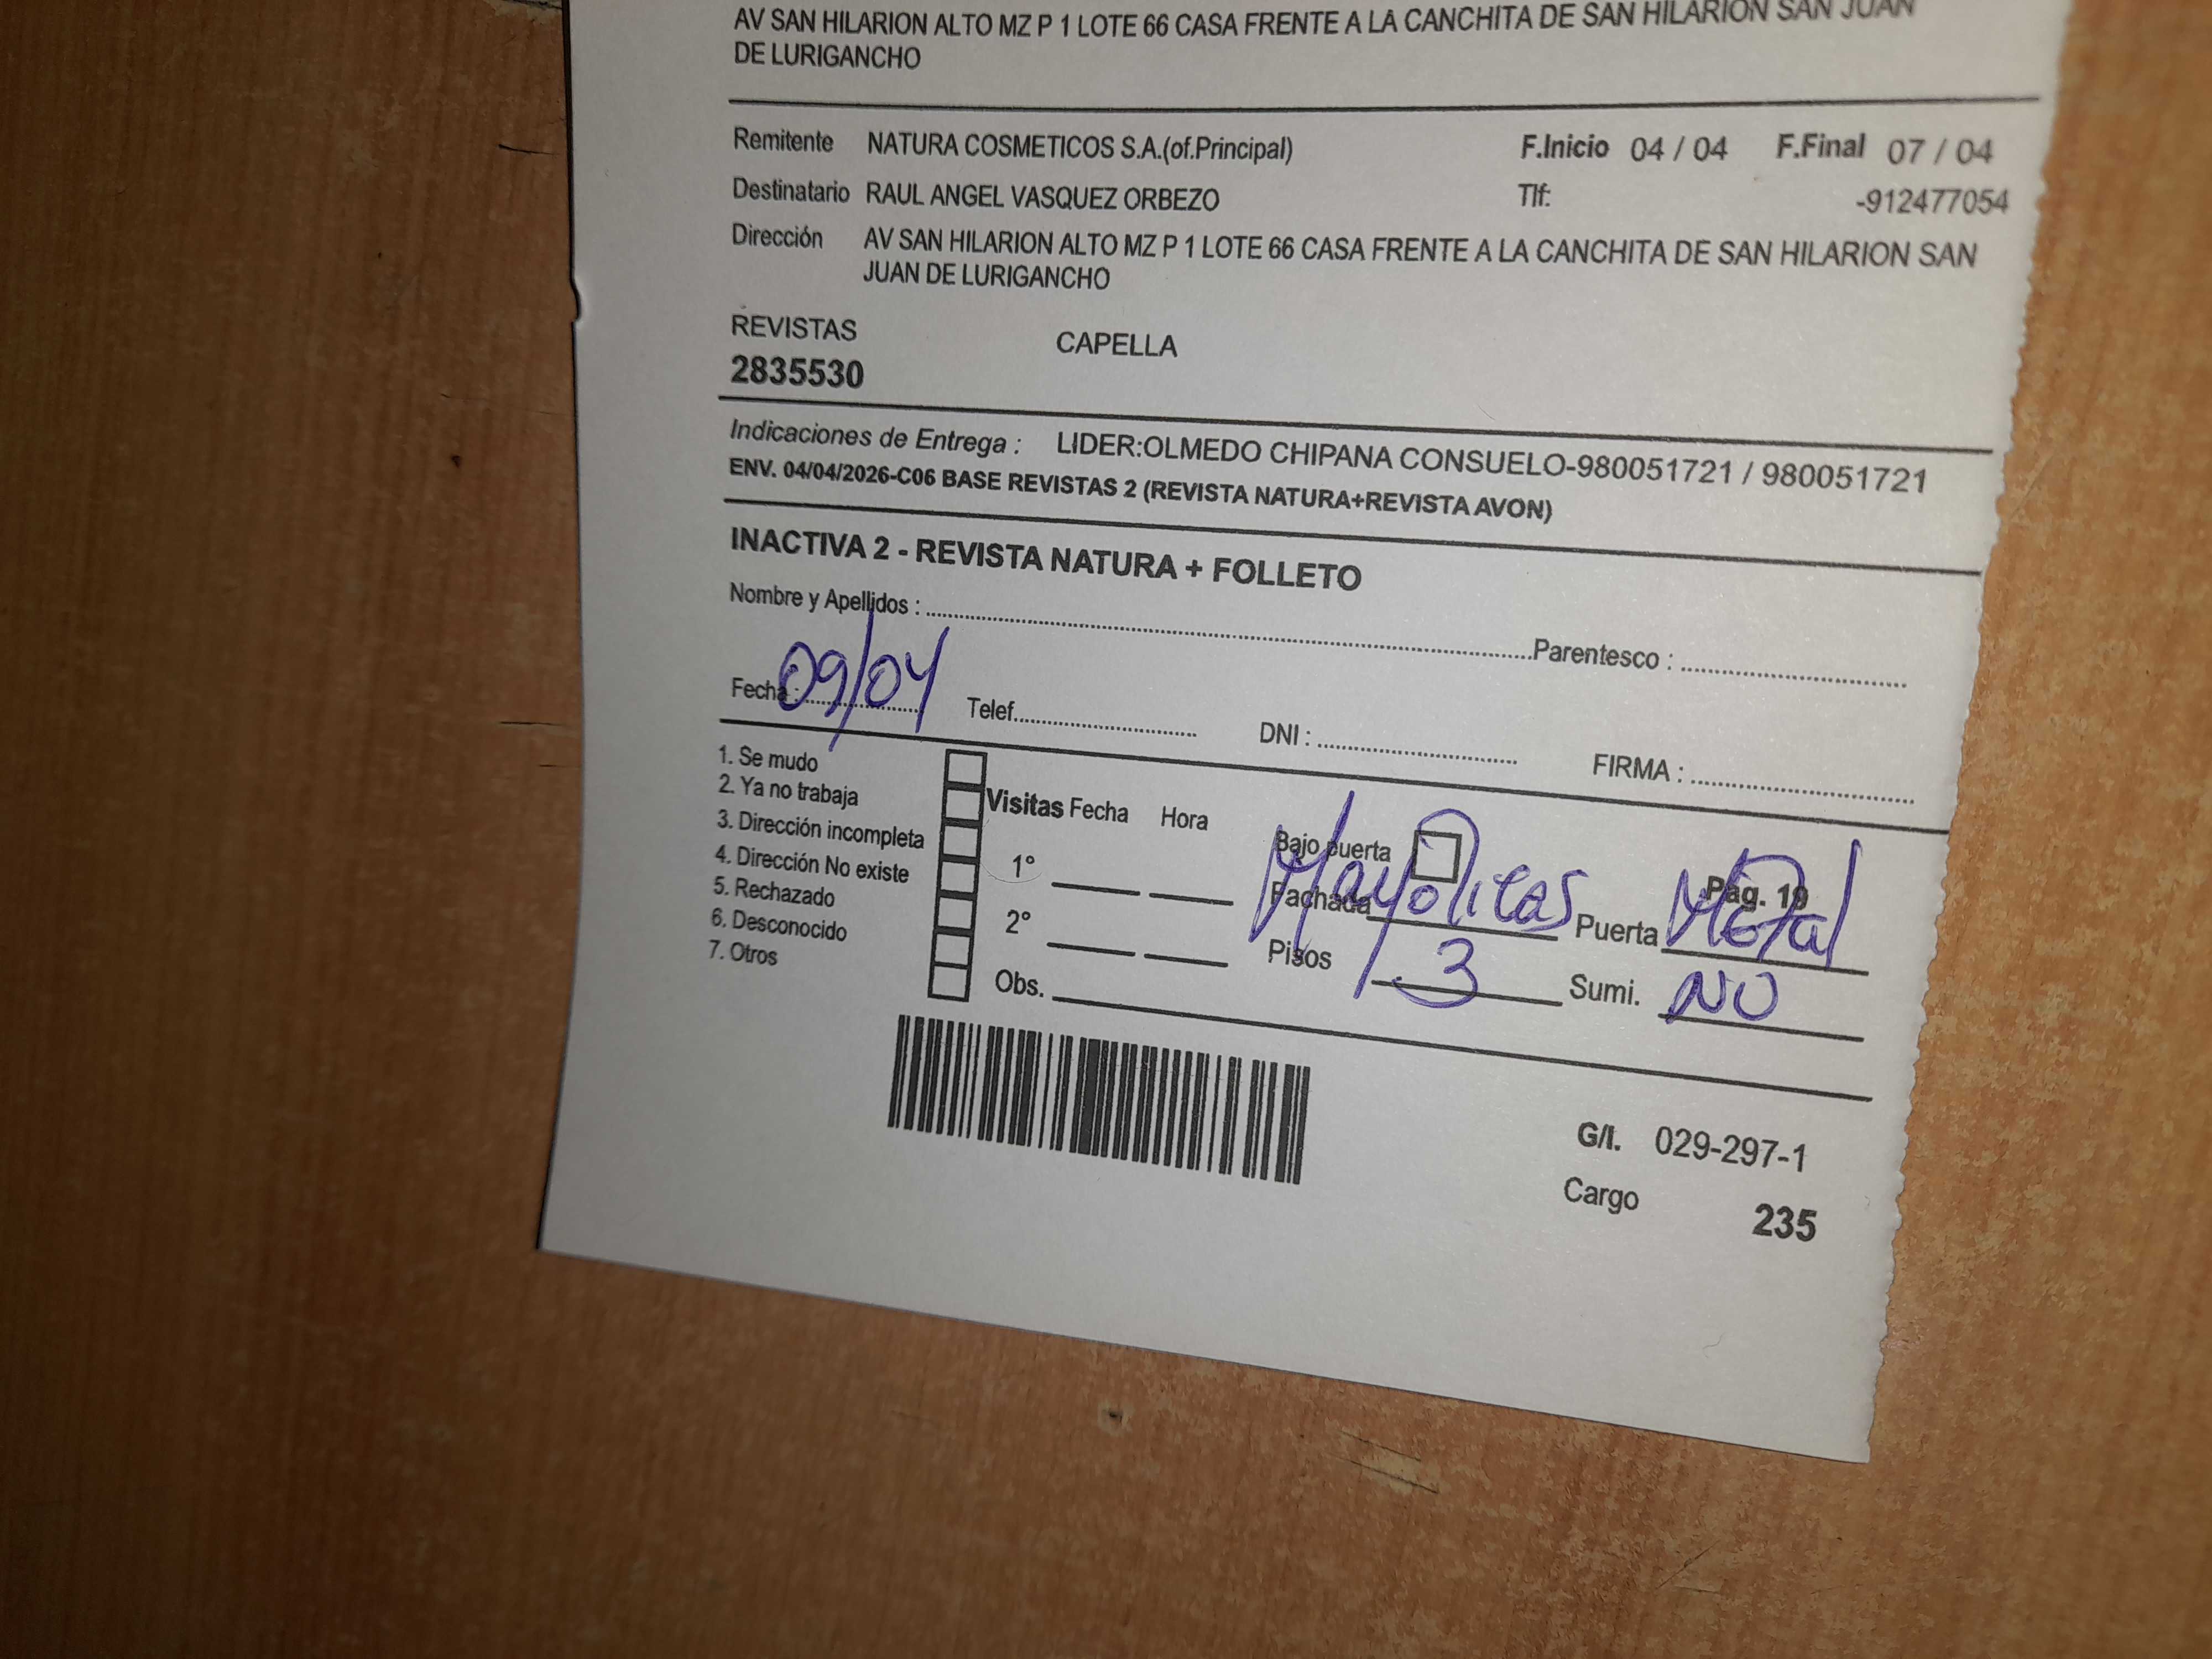 AV SAN HILARION ALTO MZ P 1 LOTE 66 CASA FRENTE A LA CANCHITA DE SAN HILARION SAN JUAN
DE LURIGANCHO
Remitente NATURA COSMETICOS S.A.(of.Principal) F.Inicio 04 / 04 F.Final 07 / 04
Destinatario RAUL ANGEL VASQUEZ ORBEZO Tlf: -912477054
Dirección AV SAN HILARION ALTO MZ P 1 LOTE 66 CASA FRENTE A LA CANCHITA DE SAN HILARION SAN
JUAN DE LURIGANCHO
REVISTAS CAPELLA
2835530
Indicaciones de Entrega : LIDER:OLMEDO CHIPANA CONSUELO-980051721 / 980051721
ENV. 04/04/2026-C06 BASE REVISTAS 2 (REVISTA NATURA+REVISTA AVON)
INACTIVA 2 - REVISTA NATURA + FOLLETO
Nombre y Apellidos : Parentesco :
Fecha : 09/04 Telef. DNI : FIRMA :
1. Se mudo
2. Ya no trabaja
3. Dirección incompleta
4. Dirección No existe
5. Rechazado
6. Desconocido
7. Otros
Visitas Fecha Hora
1°
2°
Obs.
Bajo puerta Pág. 19
Fachada Mayolicas Puerta Metal
Pisos 3 Sumi. NO
G/I. 029-297-1
Cargo 235